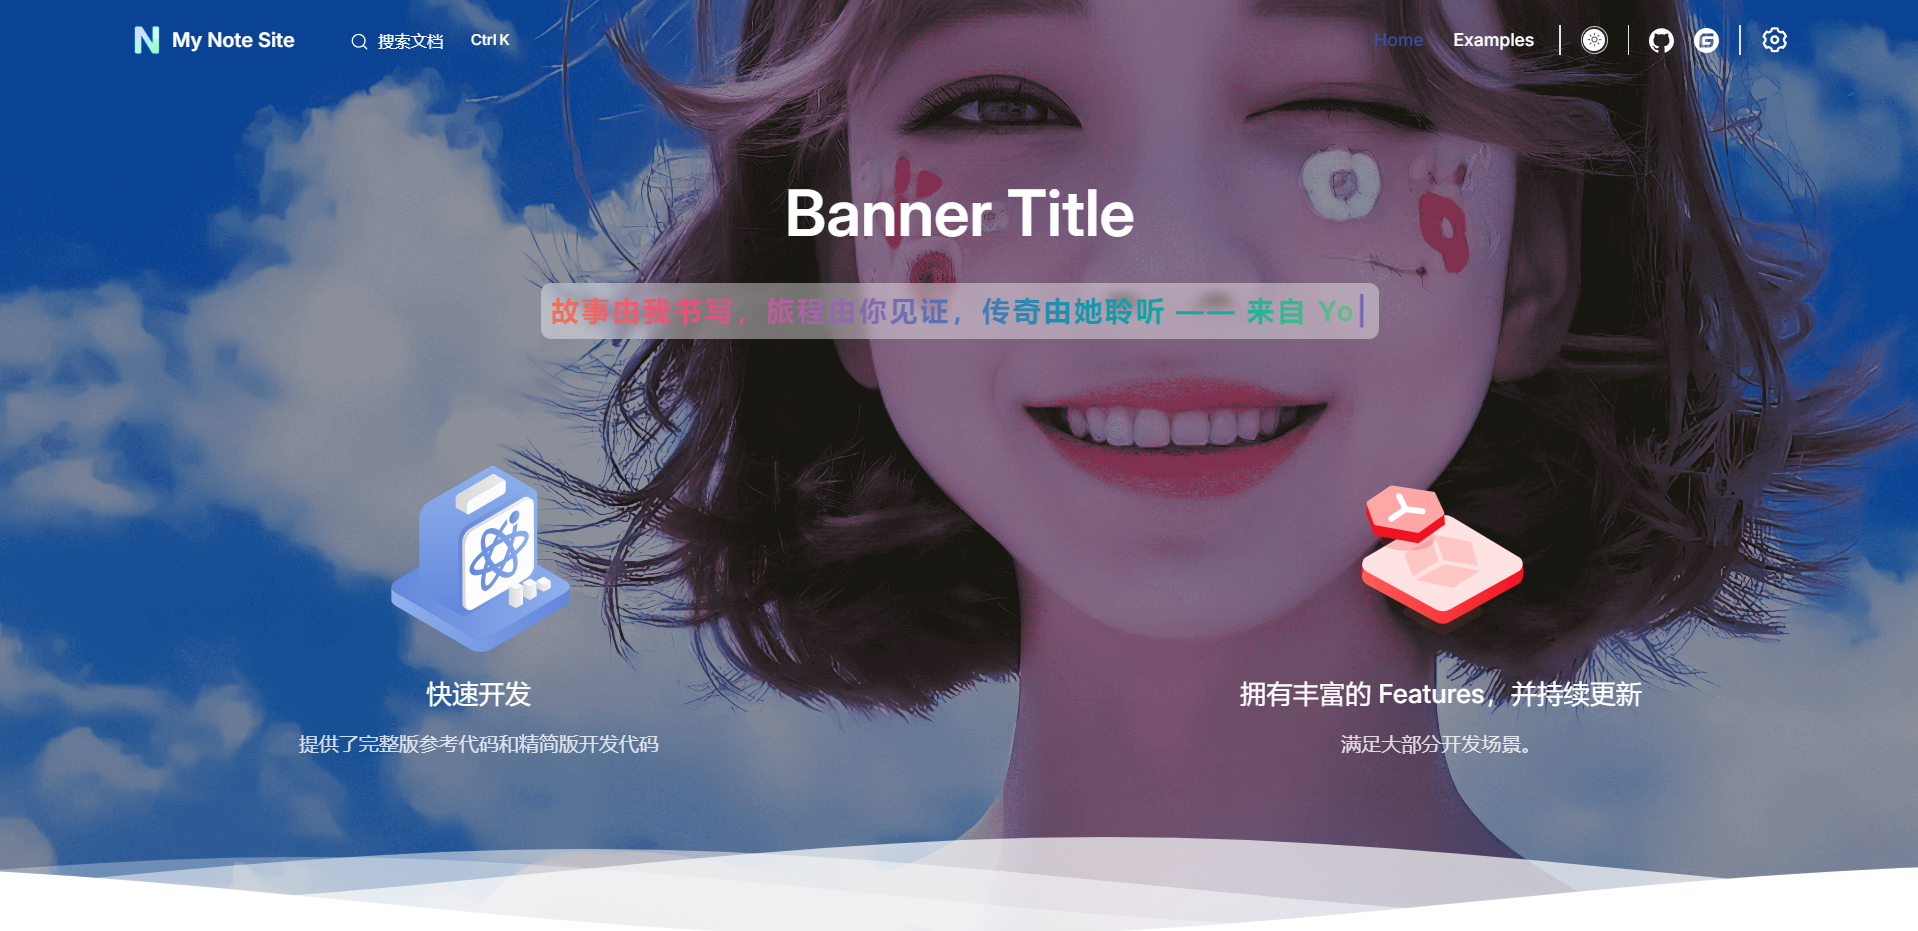 My Note Site
搜索文档 Ctrl K
Home Examples
Banner Title
故事由我书写，旅程由你见证，传奇由她聆听 —— 来自 Yo
快速开发
提供了完整版参考代码和精简版开发代码
拥有丰富的 Features，并持续更新
满足大部分开发场景。